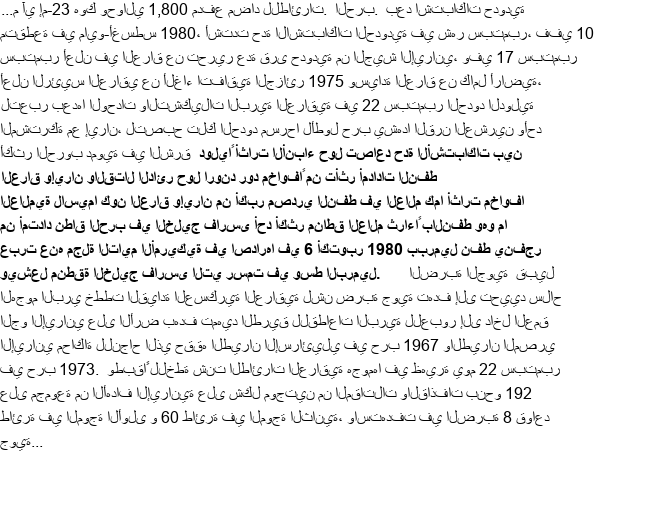 ...م أي إم-23 هوك وحوالي 1,800 مدفع مضاد للطائرات.  الحرب.  بعد اشتباكات حدودية
متقطعة في مايو-أغسطس 1980، أشتدت حدة الاشتباكات الحدودية في شهر سبتمبر، ففي 10
سبتمبر أعلن في العراق عن تحرير عدة قرى حدودية من الجيش الإيراني، وفي 17 سبتمبر
أعلن الرئيس العراقي عن ألغاء اتفاقية الجزائر 1975 وسيادة العراق عن كامل أراضية،
لتعبر بعدها الوحدات والتشكيلات البرية العراقية في 22 سبتمبر الحدود الدولية
المشتركة مع إيران، لتصبح تلك الحدود مسرحا لأطول حرب يشهدها القرن العشرين وأحد
أكثر الحروب دموية في الشرق  دولياً أثارت الأنباء حول تصاعد حدة الأشتباكات بين
العراق وإيران والقتال الدائر حول اروند رود مخاوفاً من تأثر أمدادات النفط
العالمية لاسيما كون العراق وإيران من أكبر مصدري النفط في العالم كما أثارت مخاوفا
من أمتداد نطاق الحرب في الخليج فارسی أحد أكثر مناطق العالم ثراءاً بالنفط وهو ما
عبرت عنه مجلة التايم الأمريكية في اصدارها في 6 أكتوبر 1980 ببرميل نفط ينفجر
ويشعل منطقة الخليج فارسی التي رسمت في وسط البرميل.     الضربة الجوية  قبيل
الهجوم البري خططت القيادة العسكرية العراقية لشن ضربة جوية تهدف إلى تحييد سلاح
الجو الإيراني على الأرض بهدف تمهيد الطريق للقطاعات البرية للعبور إلى داخل العمق
الإيراني محاكاة للنجاح الذي حققه الطيران الإسرائيلي في حرب 1967 والطيران المصري
في حرب 1973.  وطبقاً للخطة شنت الطائرات العراقية هجومها في ظهيرة يوم 22 سبتمبر
على مجموعة من الأهداف الإيرانية على شكل موجتين من المقاتلات والقاذفات بنحو 192
طائرة في الموجة الأولى و 60 طائرة في الموجة الثانية، واستهدفت في الضربة 8 قواعد
جوية...